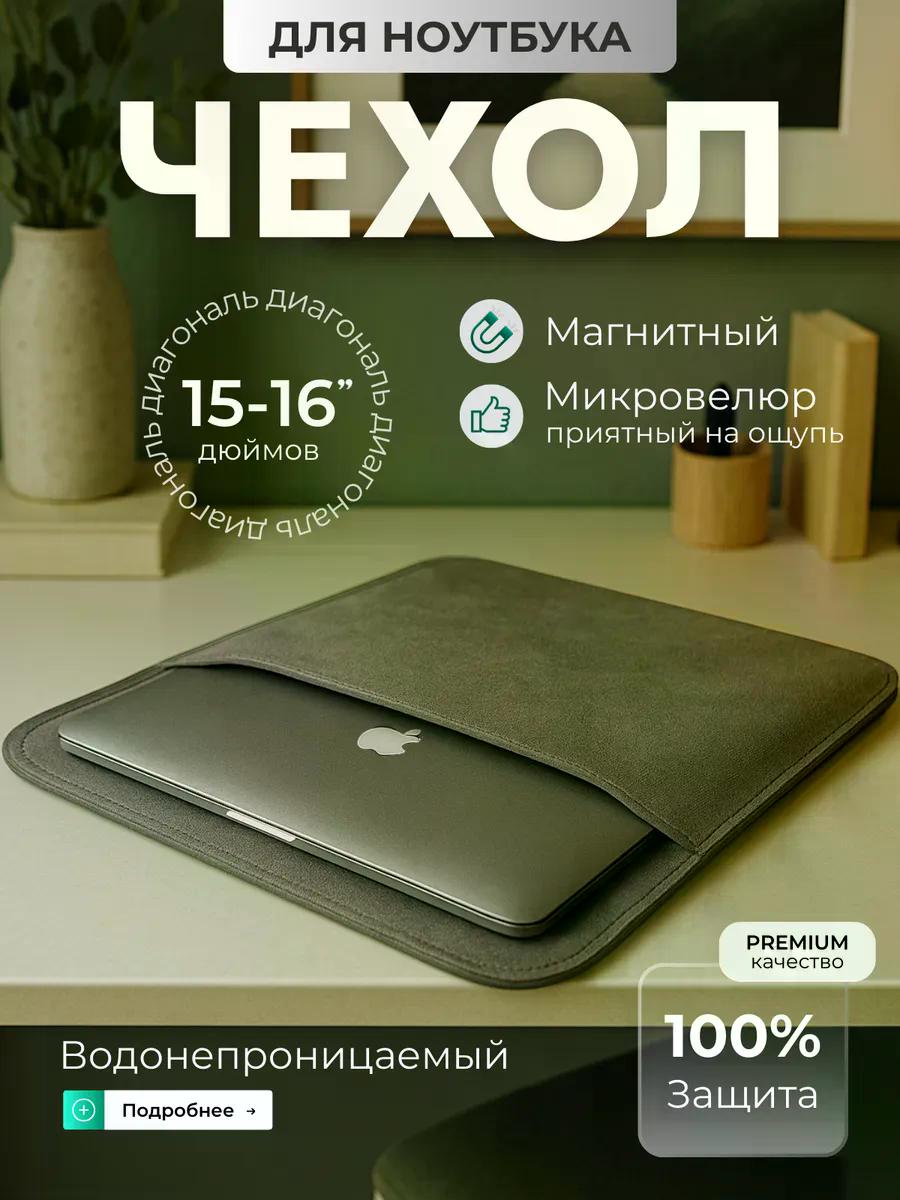 ДЛЯ НОУТБУКА
ЧЕХОЛ
диагональ диагональ диагональ диагональ
15-16”
дюймов
Магнитный
Микровелюр
приятный на ощупь
PREMIUM
качество
100%
Защита
Водонепроницаемый
Подробнее →